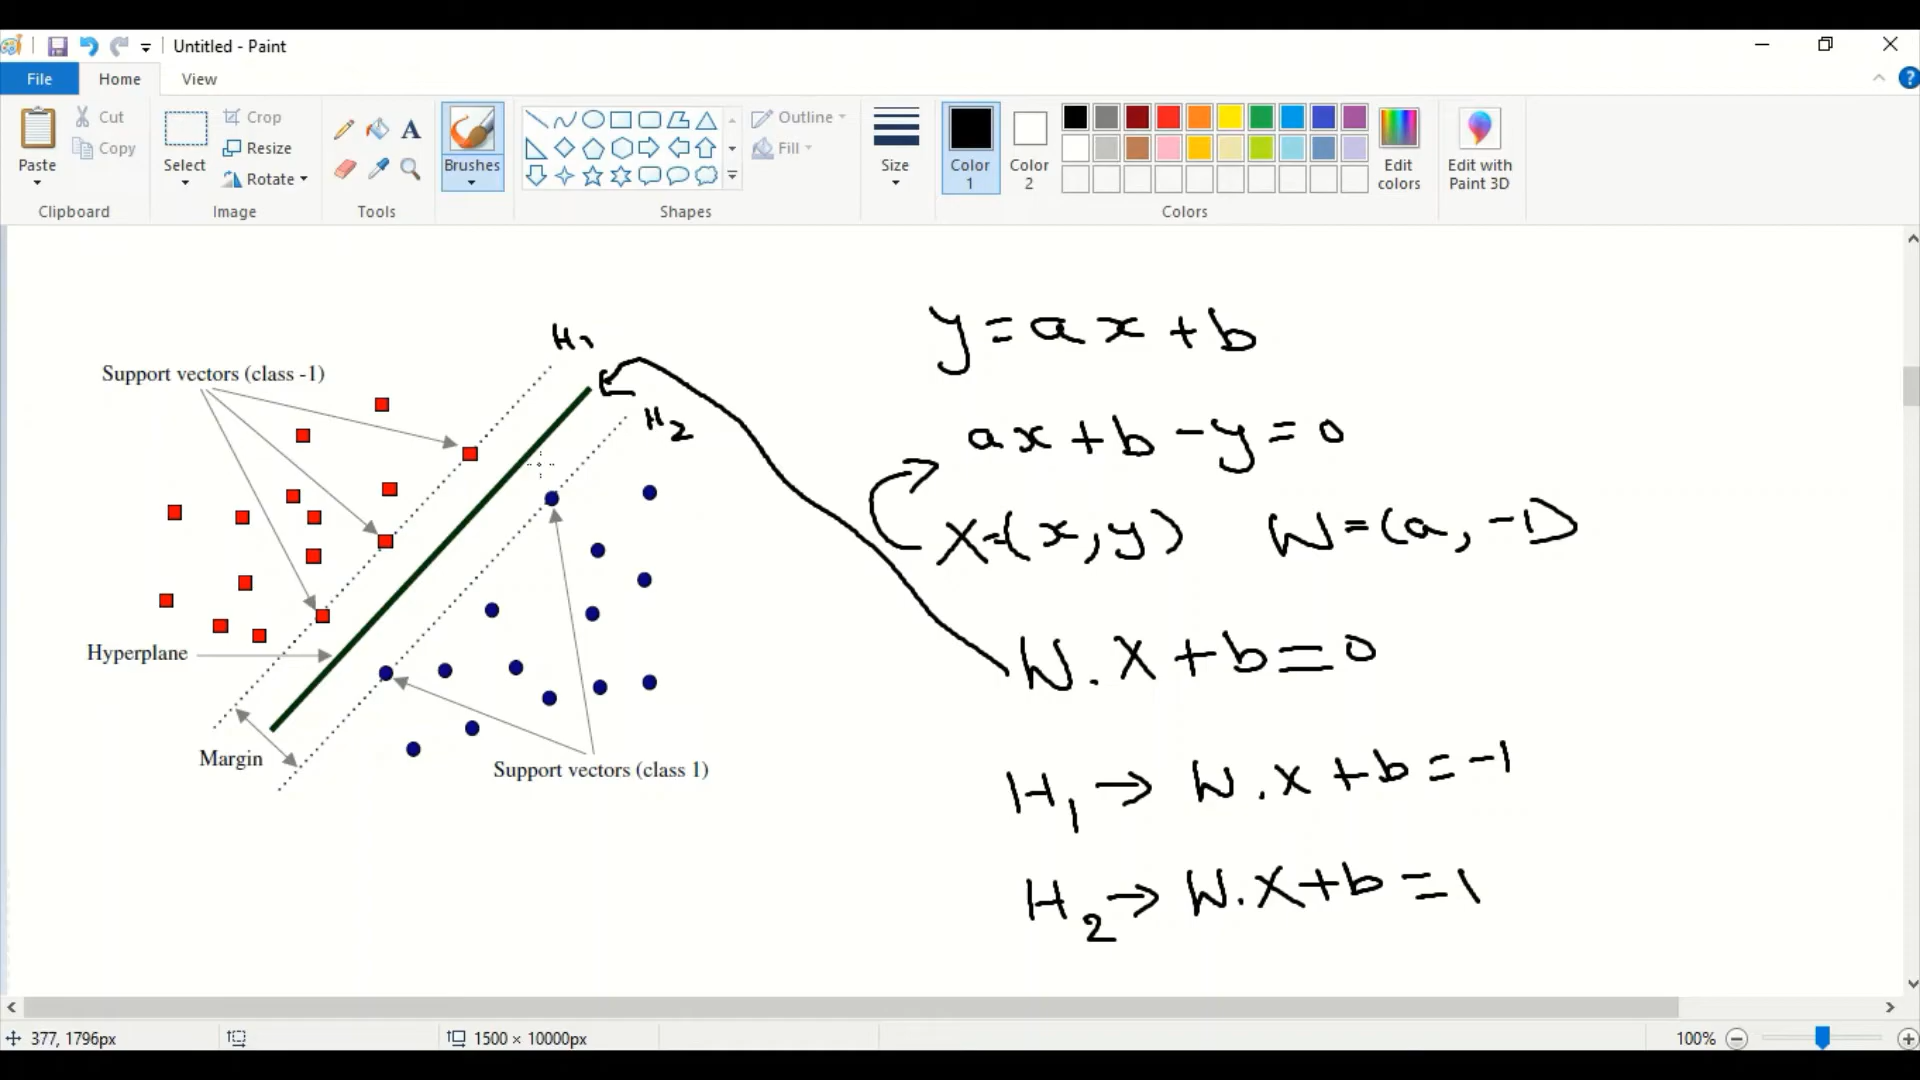 Untitled - Paint
File Home View
Paste Cut Copy Clipboard
Select Crop Resize Rotate Image
Tools
Brushes
Shapes
Outline
Fill
Size
Color 1
Color 2
Edit colors
Colors
Edit with Paint 3D
Support vectors (class -1)
H1
H2
Hyperplane
Margin
Support vectors (class 1)
y = ax + b
ax + b - y = 0
X = (x, y) W = (a, -1)
W . X + b = 0
H1 → W . X + b = -1
H2 → W . X + b = 1
377, 1796px
1500 × 10000px
100%